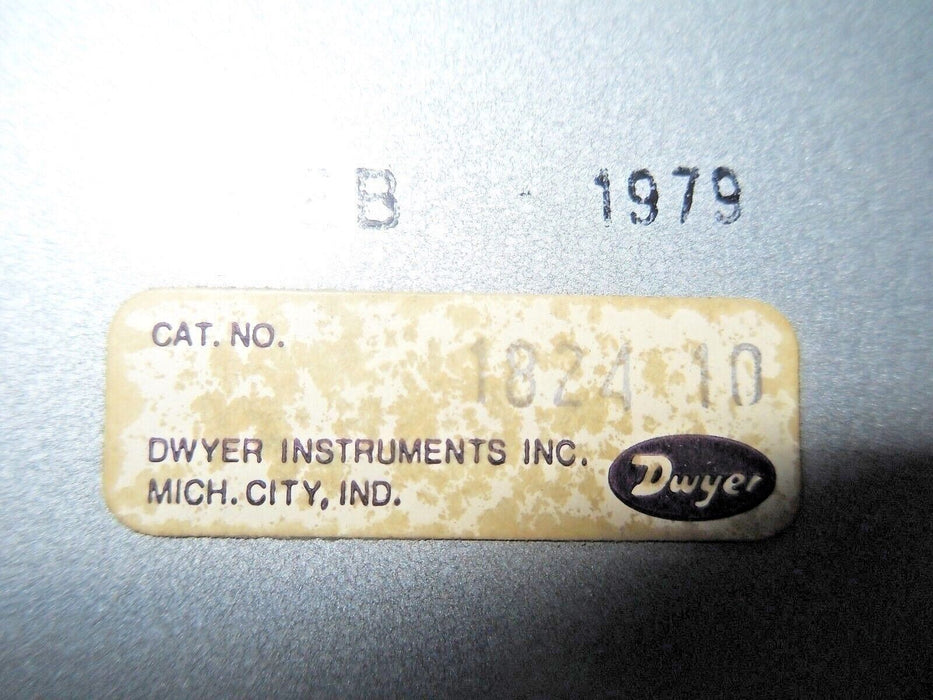 B - 1979
CAT. NO.
1824 10
DWYER INSTRUMENTS INC.
MICH. CITY, IND.
Dwyer